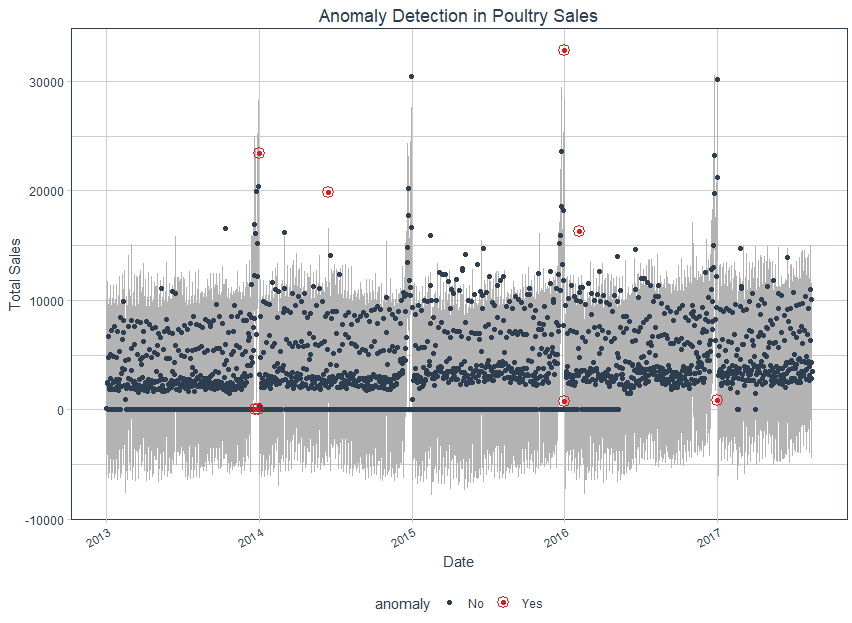 Anomaly Detection in Poultry Sales
30000
20000
10000
0
-10000
Total Sales
2013
2014
2015
2016
2017
Date
anomaly No Yes